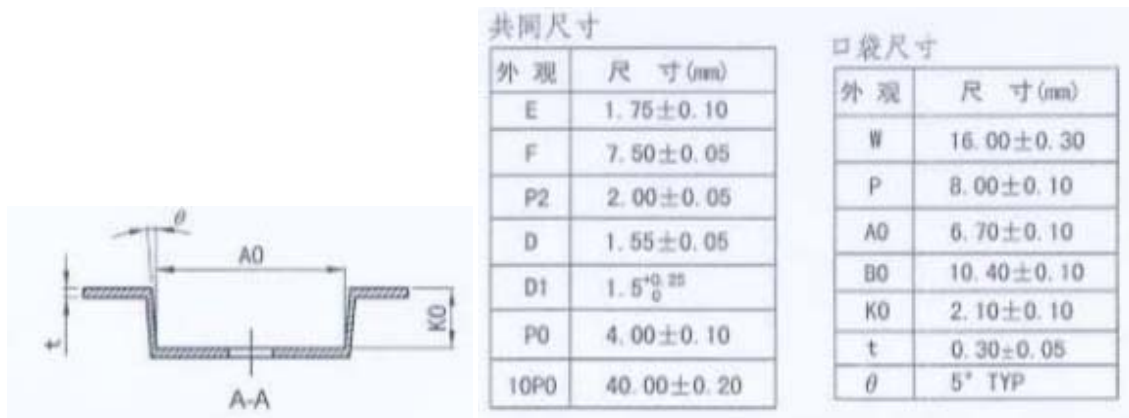 θ
A0
t
K0
A-A
共同尺寸
外 观 尺 寸(mm)
E 1.75±0.10
F 7.50±0.05
P2 2.00±0.05
D 1.55±0.05
D1 1.5+0.25 0
P0 4.00±0.10
10P0 40.00±0.20
口袋尺寸
外 观 尺 寸(mm)
W 16.00±0.30
P 8.00±0.10
A0 6.70±0.10
B0 10.40±0.10
K0 2.10±0.10
t 0.30±0.05
θ 5° TYP